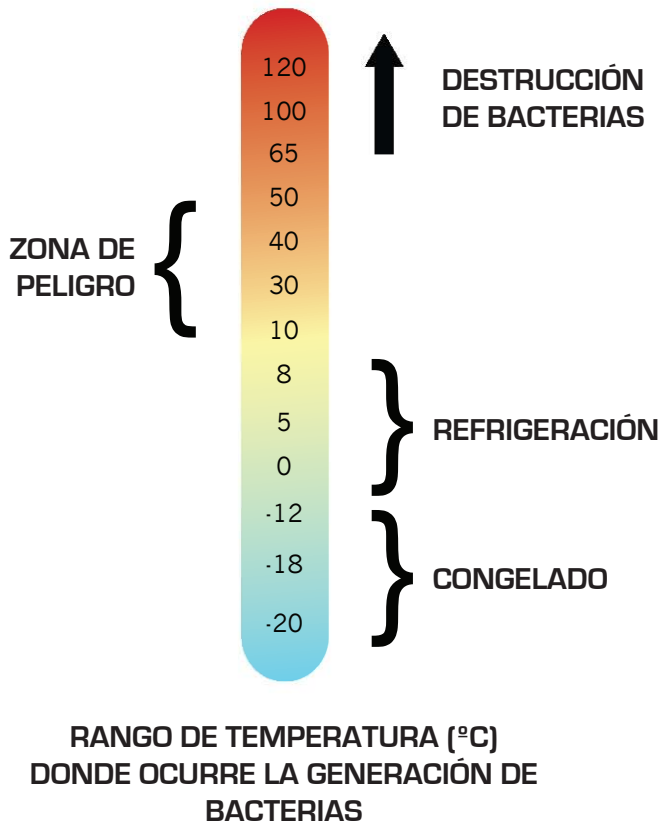 120
100
65
50
40
30
10
8
5
0
-12
-18
-20
DESTRUCCIÓN
DE BACTERIAS
ZONA DE
PELIGRO
REFRIGERACIÓN
CONGELADO
RANGO DE TEMPERATURA (ºC)
DONDE OCURRE LA GENERACIÓN DE
BACTERIAS